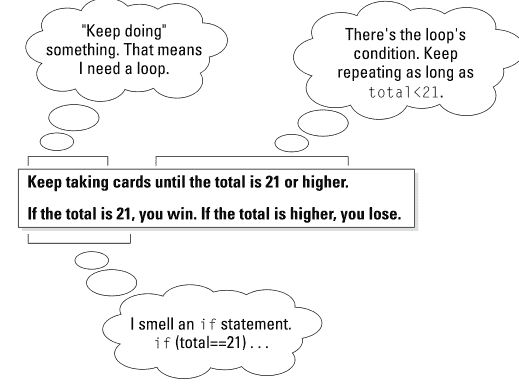 "Keep doing"
something. That means
I need a loop.
There's the loop's
condition. Keep
repeating as long as
total<21.
Keep taking cards until the total is 21 or higher.
If the total is 21, you win. If the total is higher, you lose.
I smell an if statement.
if (total==21) . . .